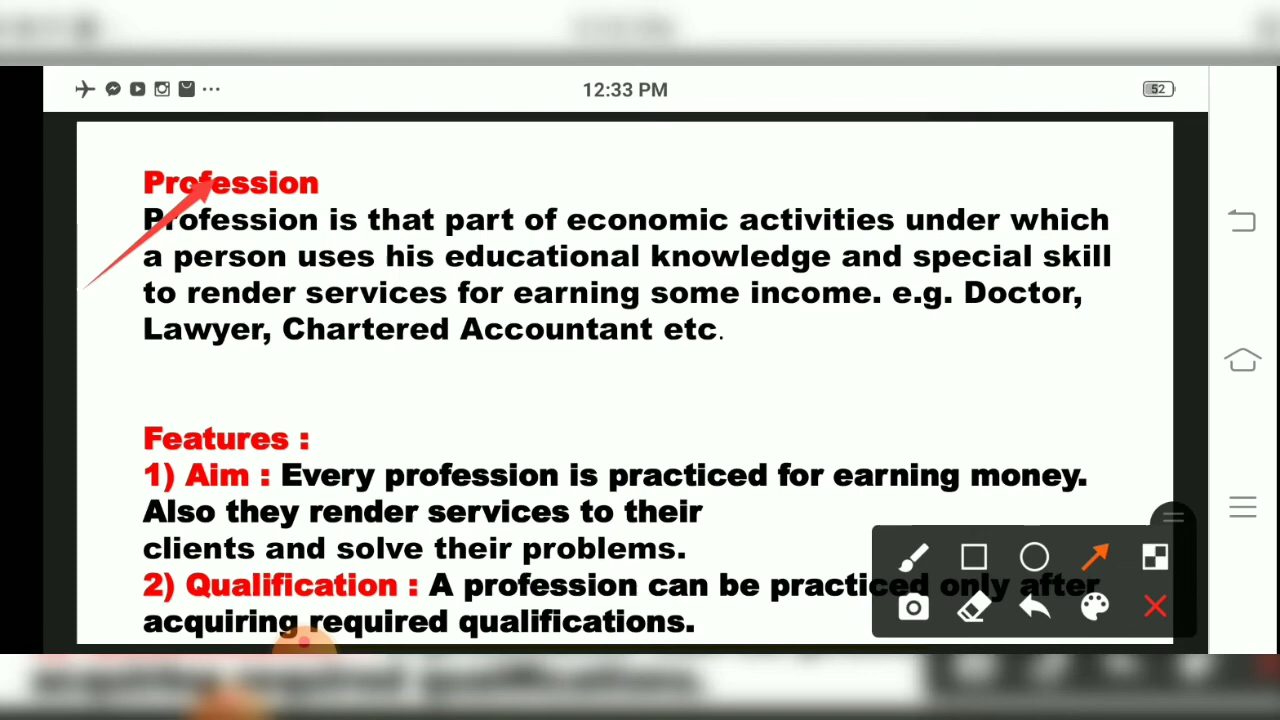 12:33 PM
52
Profession
Profession is that part of economic activities under which
a person uses his educational knowledge and special skill
to render services for earning some income. e.g. Doctor,
Lawyer, Chartered Accountant etc.
Features :
1) Aim : Every profession is practiced for earning money.
Also they render services to their
clients and solve their problems.
2) Qualification : A profession can be practiced only after
acquiring required qualifications.